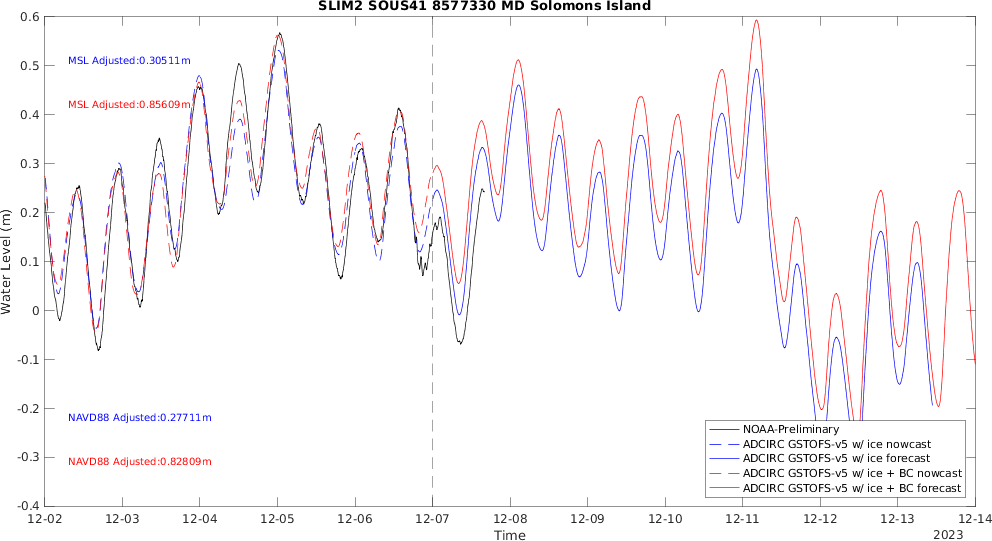 SLIM2 SOUS41 8577330 MD Solomons Island
0.6
0.5
0.4
0.3
0.2
0.1
0
-0.1
-0.2
-0.3
-0.4
Water Level (m)
MSL Adjusted:0.30511m
MSL Adjusted:0.85609m
NAVD88 Adjusted:0.27711m
NAVD88 Adjusted:0.82809m
NOAA-Preliminary
ADCIRC GSTOFS-v5 w/ ice nowcast
ADCIRC GSTOFS-v5 w/ ice forecast
ADCIRC GSTOFS-v5 w/ ice + BC nowcast
ADCIRC GSTOFS-v5 w/ ice + BC forecast
12-02 12-03 12-04 12-05 12-06 12-07 12-08 12-09 12-10 12-11 12-12 12-13 12-14
Time
2023